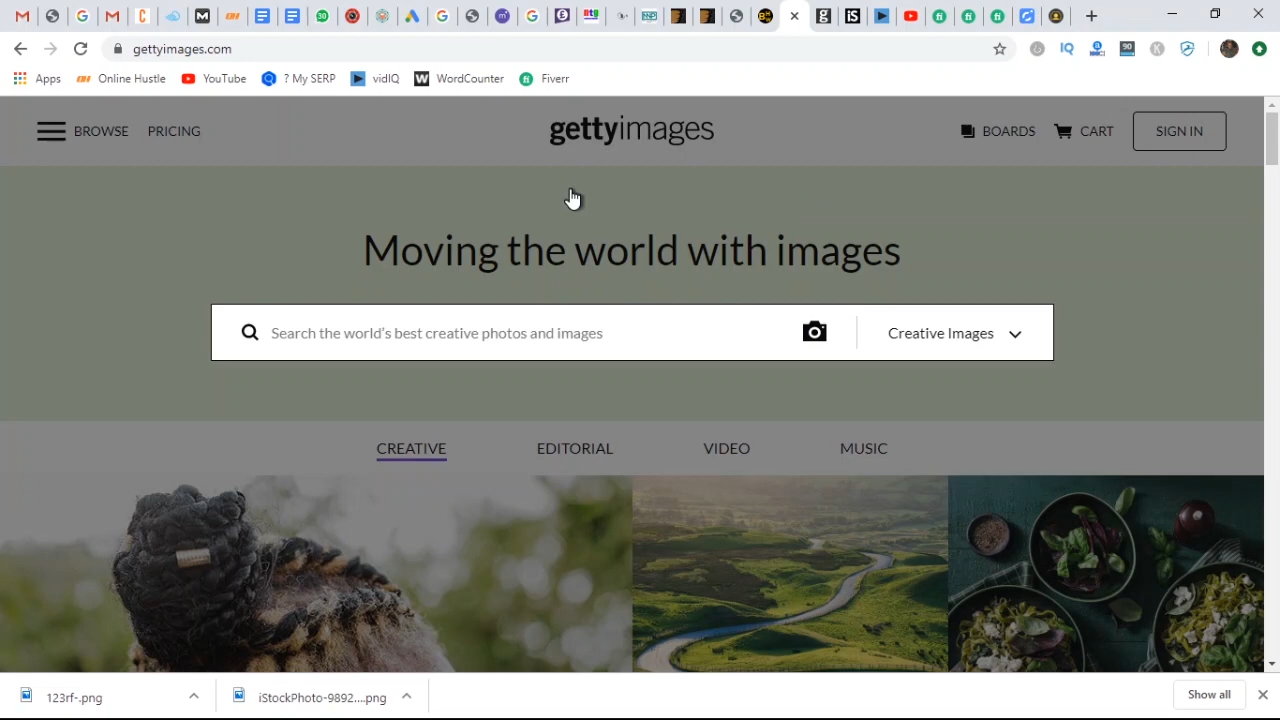 gettyimages.com
Apps Online Hustle YouTube ? My SERP vidIQ WordCounter Fiverr
BROWSE PRICING gettyimages BOARDS CART SIGN IN
Moving the world with images
Search the world's best creative photos and images Creative Images
CREATIVE EDITORIAL VIDEO MUSIC
123rf-.png iStockPhoto-9892....png Show all